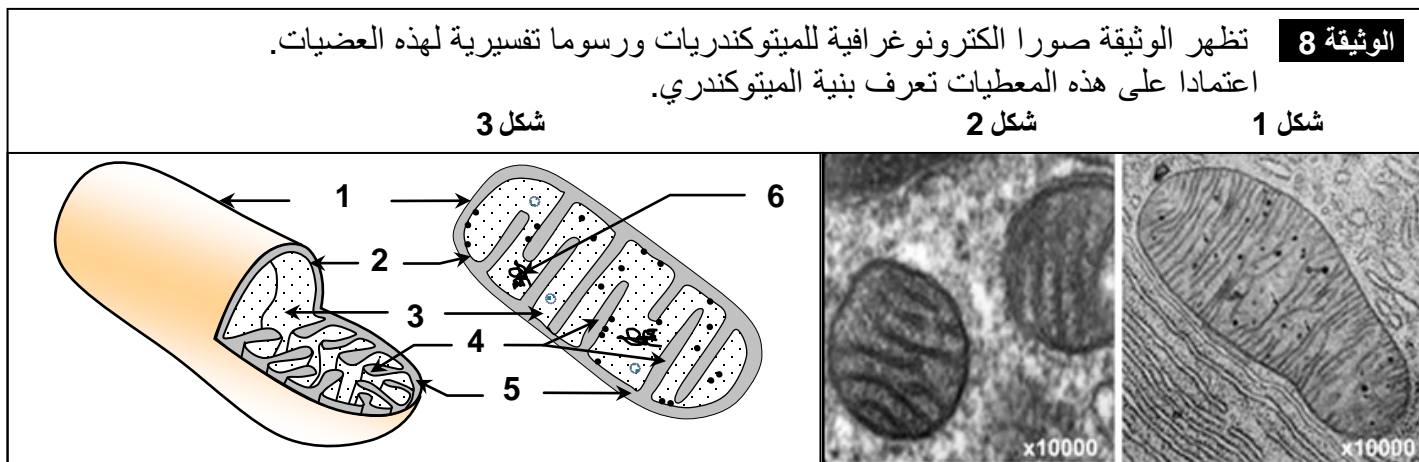 الوثيقة 8 تظهر الوثيقة صورا الكترونوغرافية للميتوكندريات ورسوما تفسيرية لهذه العضيات.
اعتمادا على هذه المعطيات تعرف بنية الميتوكندري.
شكل 1 شكل 2 شكل 3
1
6
2
3
4
5
x10000
x10000